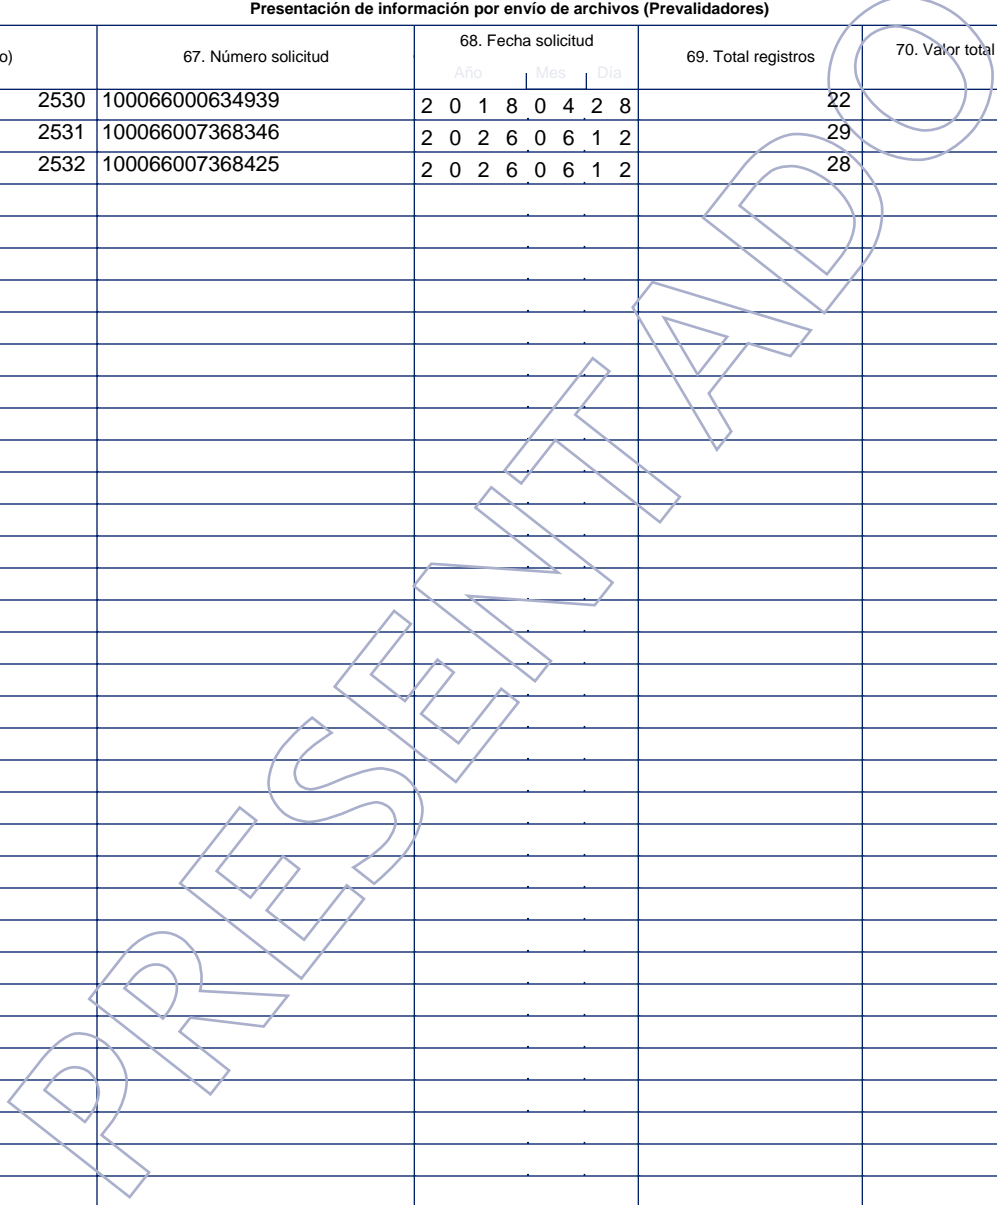 Presentación de información por envío de archivos (Prevalidadores)
o) 67. Número solicitud 68. Fecha solicitud 69. Total registros 70. Valor total
Año Mes Día
2530 100066000634939 2 0 1 8 0 4 2 8 22
2531 100066007368346 2 0 2 6 0 6 1 2 29
2532 100066007368425 2 0 2 6 0 6 1 2 28
PRESENTADO